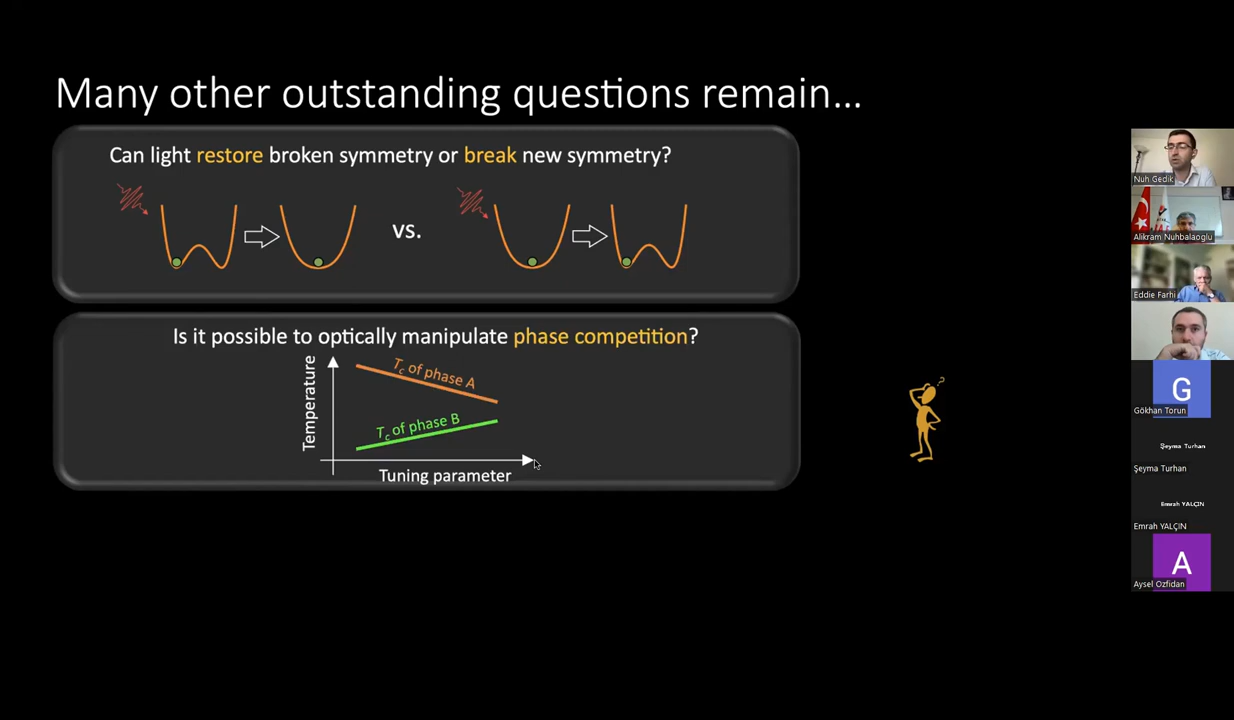 Many other outstanding questions remain...
Can light restore broken symmetry or break new symmetry?
vs.
Is it possible to optically manipulate phase competition?
Temperature
Tc of phase A
Tc of phase B
Tuning parameter
?
Nuh Gedik
Alikram Nuhbalaoglu
Eddie Farhi
G
Gökhan Torun
Şeyma Turhan
Şeyma Turhan
Emrah YALÇIN
Emrah YALÇIN
A
Aysel Ozfidan